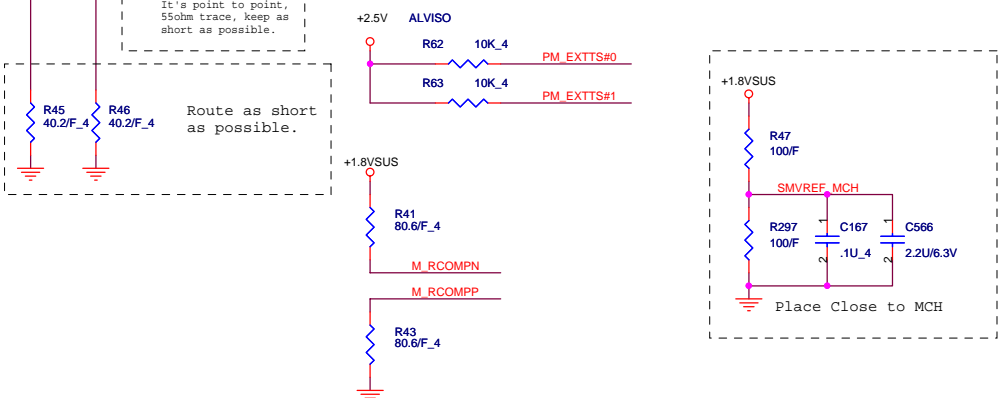 It's point to point,
55ohm trace, keep as
short as possible.
R45
40.2/F_4
R46
40.2/F_4
Route as short
as possible.
+2.5V
ALVISO
R62
10K_4
PM_EXTTS#0
R63
10K_4
PM_EXTTS#1
+1.8VSUS
R41
80.6/F_4
M_RCOMPN
M_RCOMPP
R43
80.6/F_4
+1.8VSUS
R47
100/F
SMVREF_MCH
R297
100/F
1
C167
.1U_4
2
1
C566
2.2U/6.3V
2
Place Close to MCH